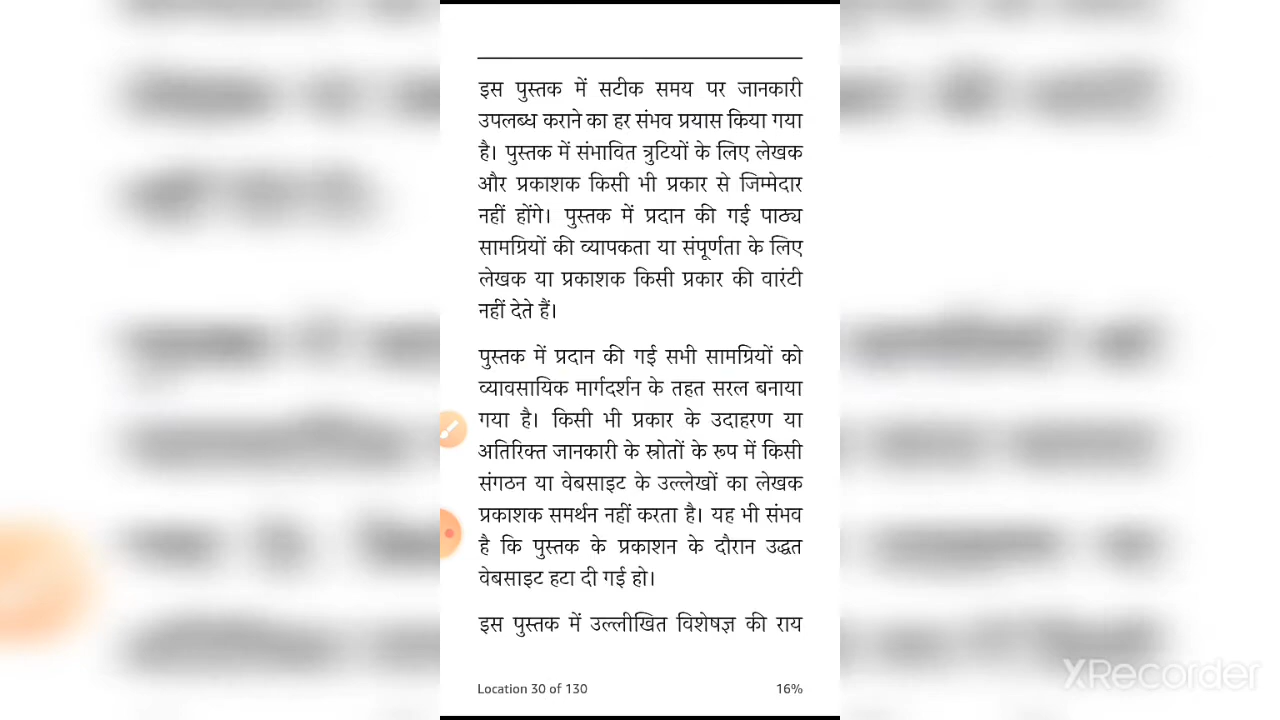 इस पुस्तक में सटीक समय पर जानकारी
उपलब्ध कराने का हर संभव प्रयास किया गया
है। पुस्तक में संभावित त्रुटियों के लिए लेखक
और प्रकाशक किसी भी प्रकार से जिम्मेदार
नहीं होंगे। पुस्तक में प्रदान की गई पाठ्य
सामग्रियों की व्यापकता या संपूर्णता के लिए
लेखक या प्रकाशक किसी प्रकार की वारंटी
नहीं देते हैं।
पुस्तक में प्रदान की गई सभी सामग्रियों को
व्यावसायिक मार्गदर्शन के तहत सरल बनाया
गया है। किसी भी प्रकार के उदाहरण या
अतिरिक्त जानकारी के स्रोतों के रूप में किसी
संगठन या वेबसाइट के उल्लेखों का लेखक
प्रकाशक समर्थन नहीं करता है। यह भी संभव
है कि पुस्तक के प्रकाशन के दौरान उद्धत
वेबसाइट हटा दी गई हो।
इस पुस्तक में उल्लीखित विशेषज्ञ की राय
Location 30 of 130 16%
XRecorder